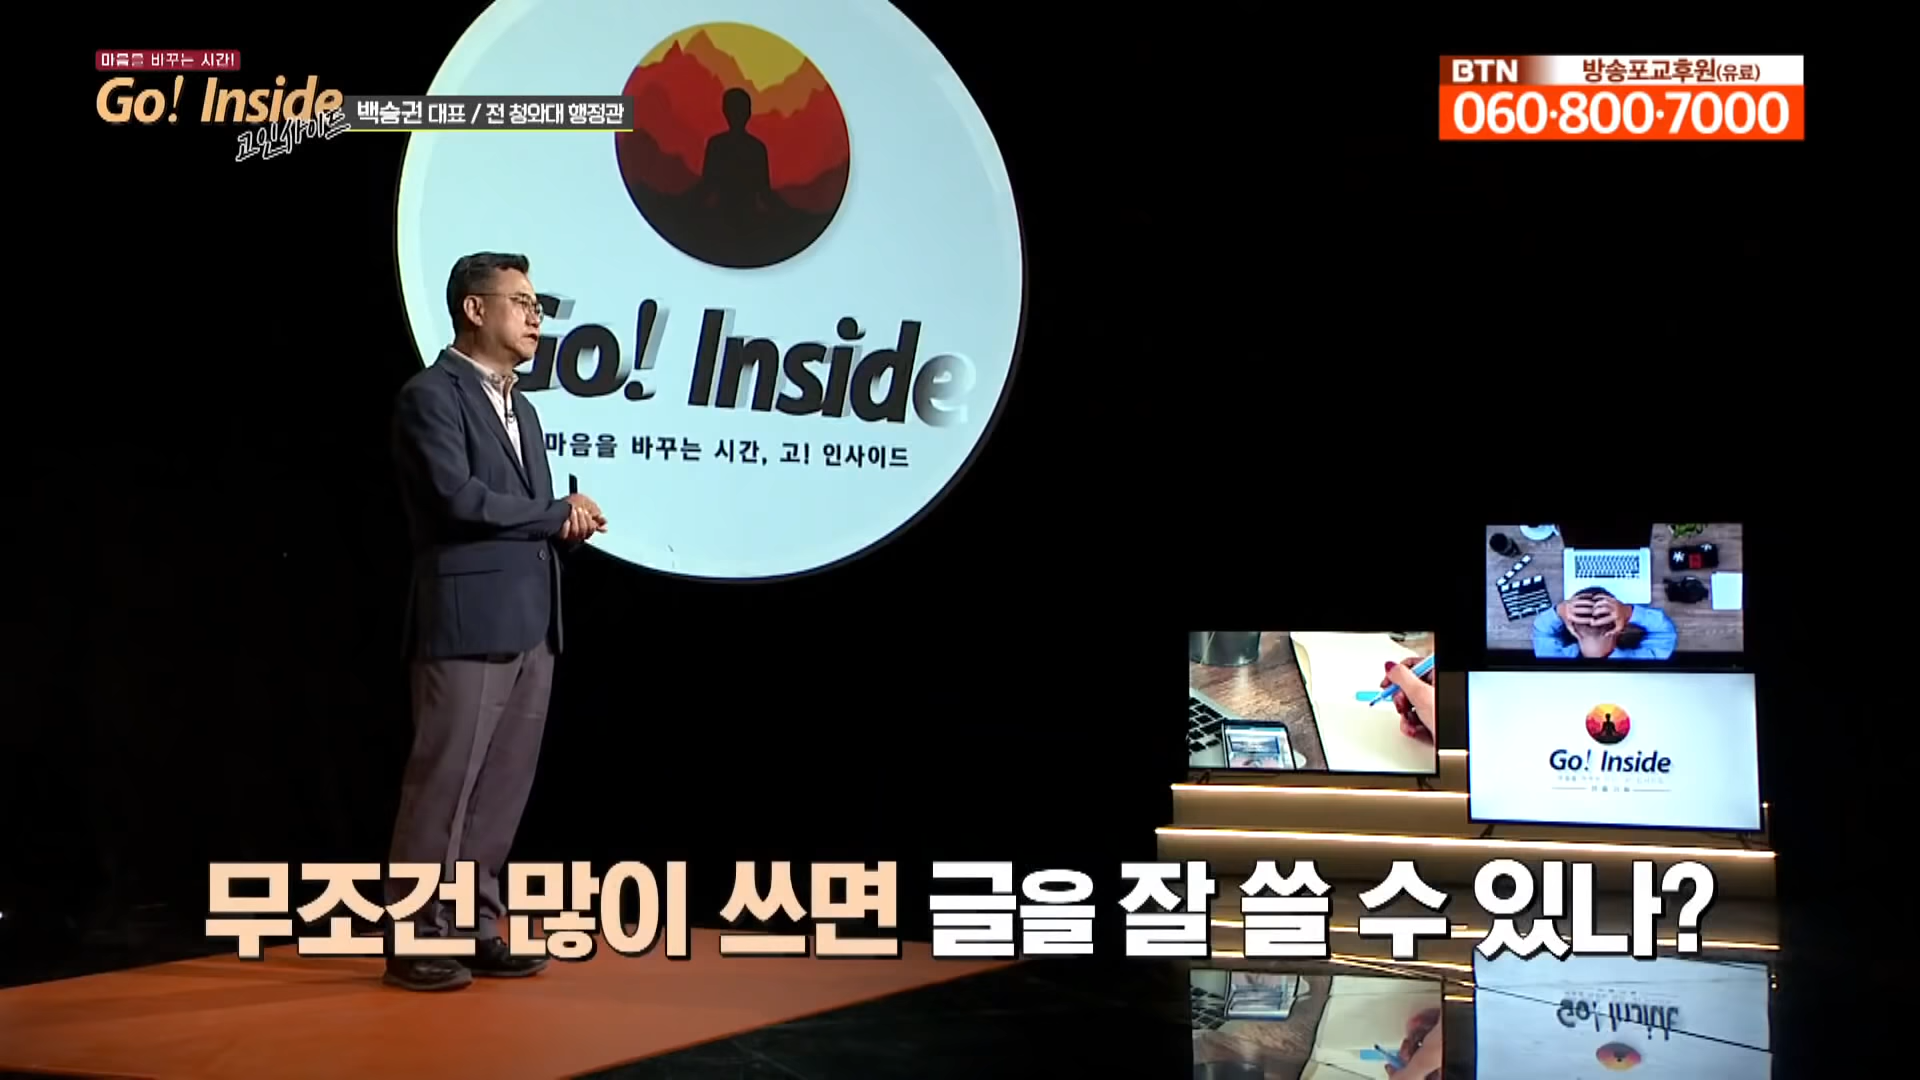 마음을 바꾸는 시간!
Go! Inside
고인사이드
백승권 대표 / 전 청와대 행정관
BTN 방송포교후원(유료)
060·800·7000
Go! Inside
마음을 바꾸는 시간, 고! 인사이드
Go! Inside
무조건 많이 쓰면 글을 잘 쓸 수 있나?